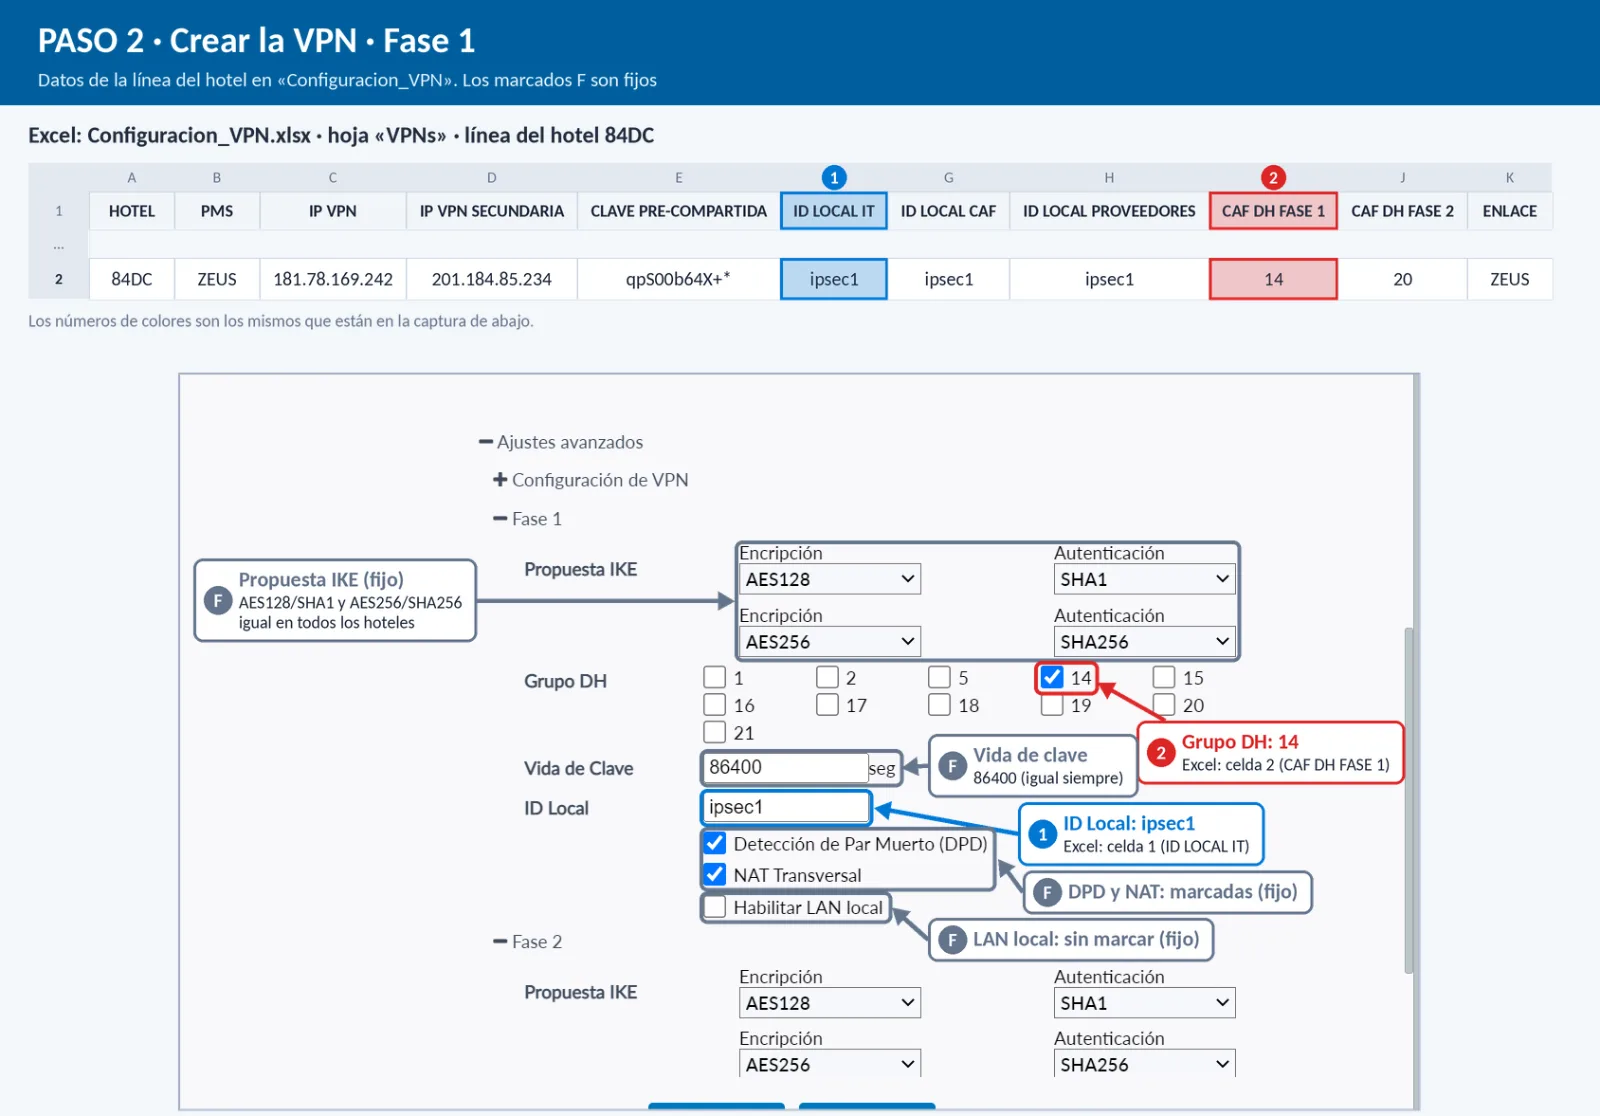 PASO 2 · Crear la VPN · Fase 1
Datos de la línea del hotel en «Configuracion_VPN». Los marcados F son fijos
Excel: Configuracion_VPN.xlsx · hoja «VPNs» · línea del hotel 84DC
A B C D E 1 G H 2 J K
1 HOTEL PMS IP VPN IP VPN SECUNDARIA CLAVE PRE-COMPARTIDA ID LOCAL IT ID LOCAL CAF ID LOCAL PROVEEDORES CAF DH FASE 1 CAF DH FASE 2 ENLACE
...
2 84DC ZEUS 181.78.169.242 201.184.85.234 qpS00b64X+* ipsec1 ipsec1 ipsec1 14 20 ZEUS
Los números de colores son los mismos que están en la captura de abajo.
Ajustes avanzados
Configuración de VPN
Fase 1
Propuesta IKE
Encripción Autenticación
AES128 SHA1
Encripción Autenticación
AES256 SHA256
F Propuesta IKE (fijo)
AES128/SHA1 y AES256/SHA256
igual en todos los hoteles
Grupo DH
1 2 5 14 15
16 17 18 19 20
21
2 Grupo DH: 14
Excel: celda 2 (CAF DH FASE 1)
Vida de Clave 86400 seg
F Vida de clave
86400 (igual siempre)
ID Local ipsec1
1 ID Local: ipsec1
Excel: celda 1 (ID LOCAL IT)
Detección de Par Muerto (DPD)
NAT Transversal
F DPD y NAT: marcadas (fijo)
Habilitar LAN local
F LAN local: sin marcar (fijo)
Fase 2
Propuesta IKE
Encripción Autenticación
AES128 SHA1
Encripción Autenticación
AES256 SHA256